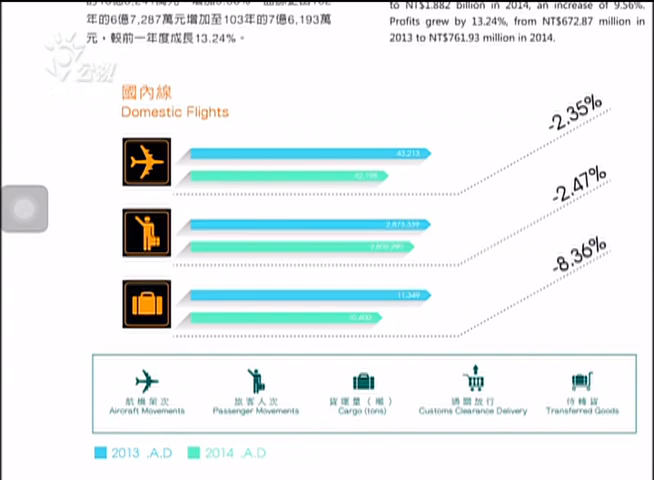 to NT$1.882 billion in 2014, an increase of 9.56%.
年的6億7,287萬元增加至103年的7億6,193萬
元，較前一年度成長13.24%。
Profits grew by 13.24%, from NT$672.87 million in
2013 to NT$761.93 million in 2014.
公視
國內線
Domestic Flights
43,213
-2.35%
-2.47%
11,349
-8.36%
航機架次
Aircraft Movements
旅客人次
Passenger Movements
貨運量（噸）
Cargo (tons)
通關放行
Customs Clearance Delivery
待轉貨
Transferred Goods
2013 .A.D
2014 .A.D